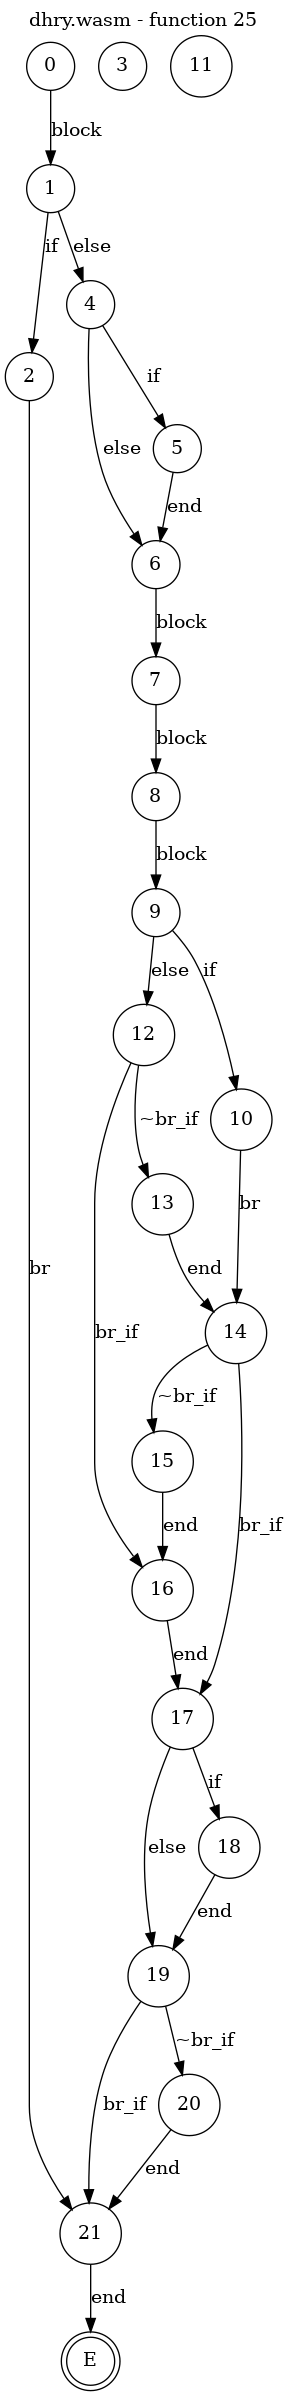 dhry.wasm - function 25
0 3 11
block
1
if else
4
2 if
else 5
end
6
block
7
block
8
block
9
else if
12
~br_if 10
13 br
br br_if end
14
~br_if
15
end br_if
16
end
17
if
else 18
end
19
~br_if
br_if 20
end
21
end
E